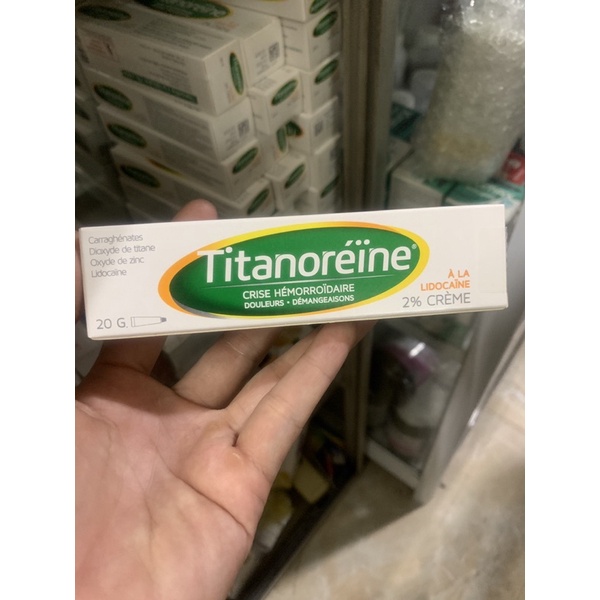 Carraghénates
Dioxyde de titane
Oxyde de zinc
Lidocaïne
20 G.
Titanoréïne®
CRISE HÉMORROÏDAIRE
DOULEURS • DÉMANGEAISONS
À LA
LIDOCAÏNE
2% CRÈME